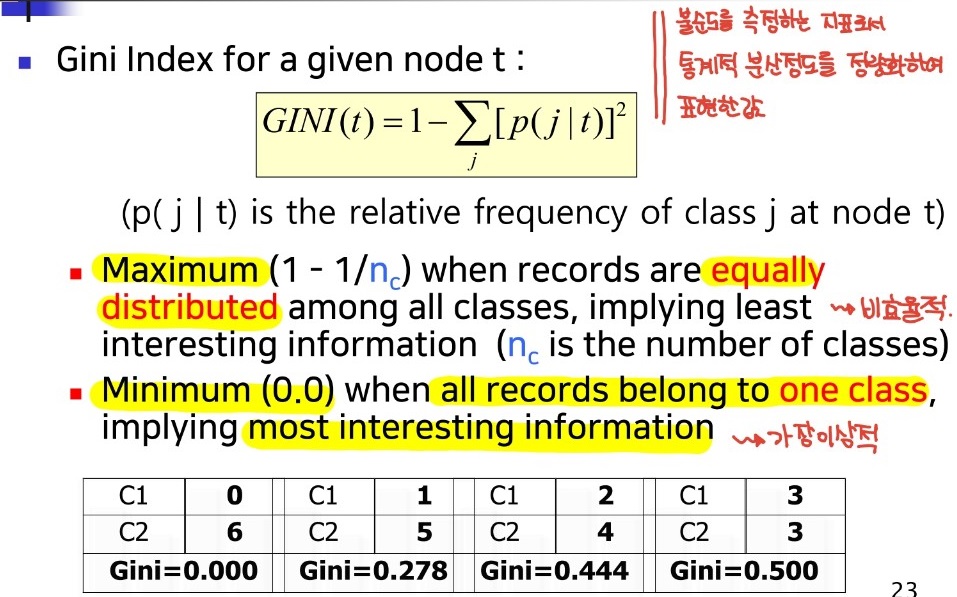 불순도를 측정하는 지표로서
통계적 분산정도를 정량화하여
표현한 값
Gini Index for a given node t :
GINI(t) = 1 − ∑ [p(j | t)]²
j
(p( j | t) is the relative frequency of class j at node t)
Maximum (1 - 1/nc) when records are equally
distributed among all classes, implying least ⇝ 비효율적.
interesting information (nc is the number of classes)
Minimum (0.0) when all records belong to one class,
implying most interesting information ⇝ 가장이상적
C1 0 C1 1 C1 2 C1 3
C2 6 C2 5 C2 4 C2 3
Gini=0.000 Gini=0.278 Gini=0.444 Gini=0.500
23